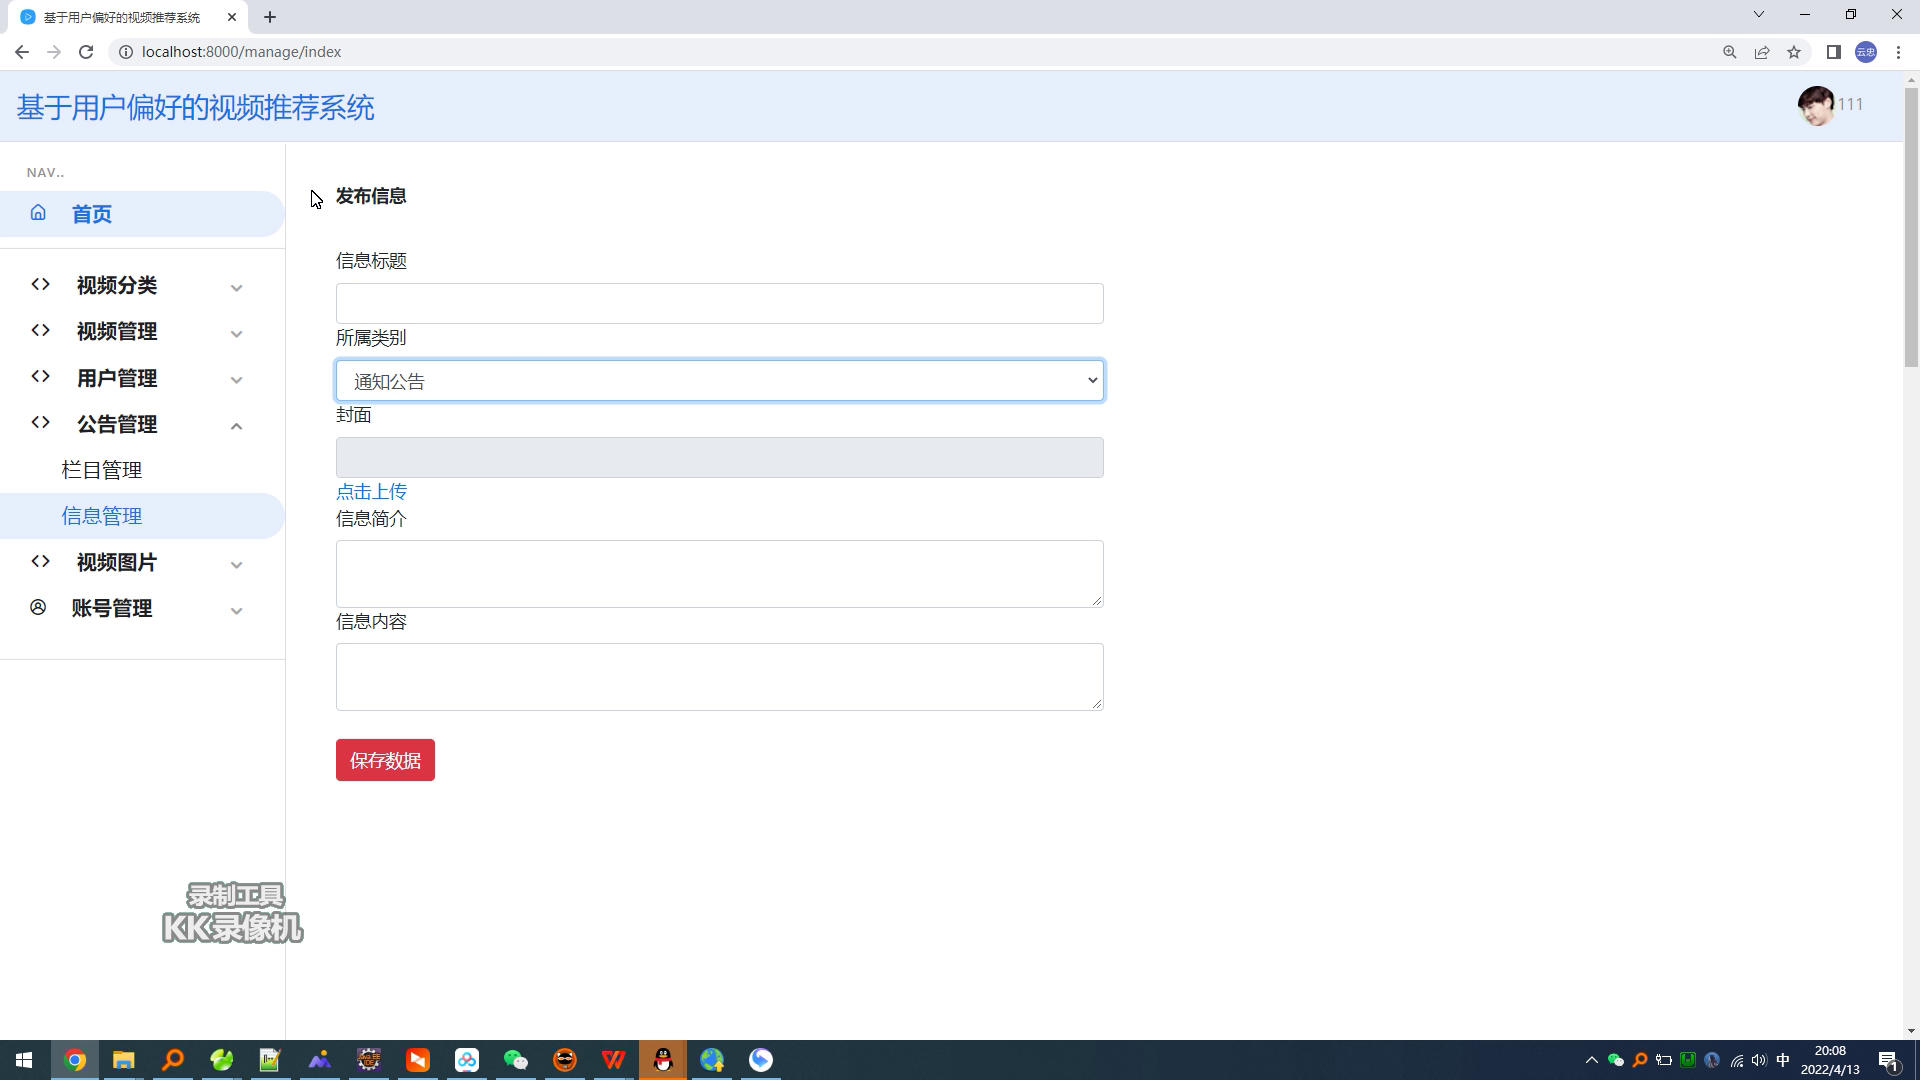 基于用户偏好的视频推荐系统
localhost:8000/manage/index
云忠
基于用户偏好的视频推荐系统
111
NAV..
首页
视频分类
视频管理
用户管理
公告管理
栏目管理
信息管理
视频图片
账号管理
发布信息
信息标题
所属类别
通知公告
封面
点击上传
信息简介
信息内容
保存数据
录制工具
KK录像机
中
20:08
2022/4/13
1